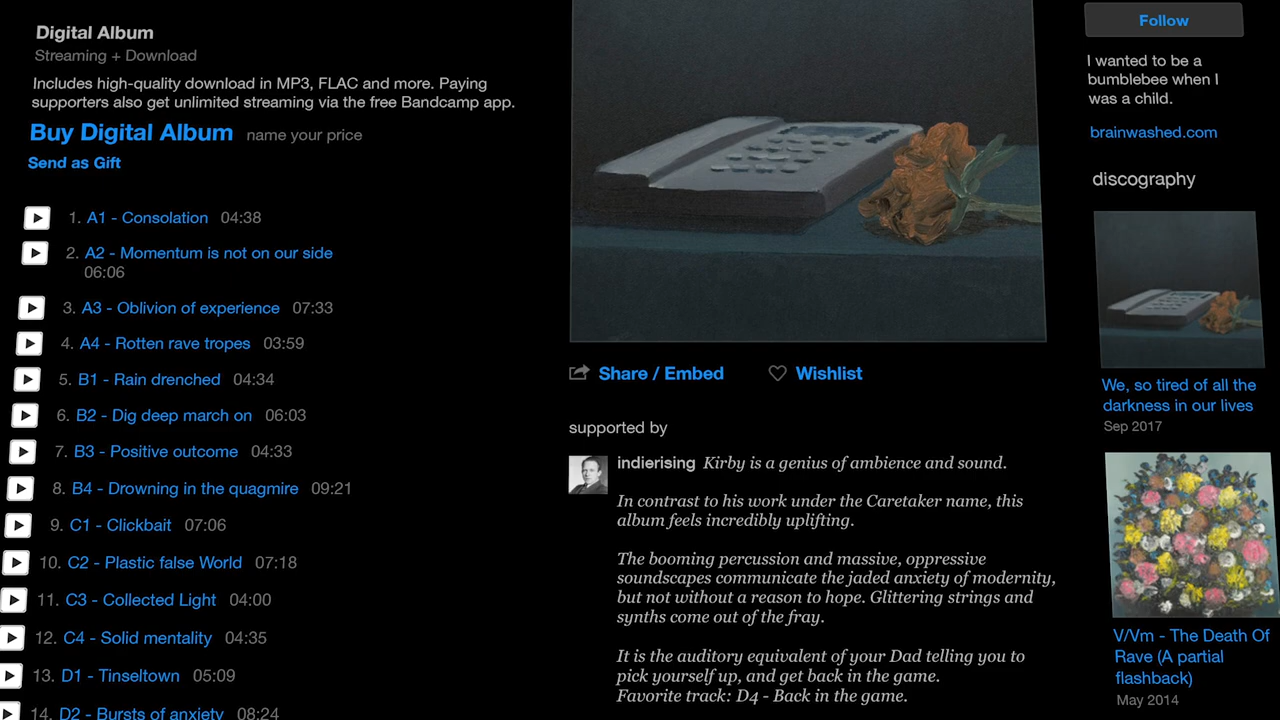 Digital Album
Streaming + Download
Includes high-quality download in MP3, FLAC and more. Paying
supporters also get unlimited streaming via the free Bandcamp app.
Buy Digital Album name your price
Send as Gift
1. A1 - Consolation 04:38
2. A2 - Momentum is not on our side
06:06
3. A3 - Oblivion of experience 07:33
4. A4 - Rotten rave tropes 03:59
5. B1 - Rain drenched 04:34
6. B2 - Dig deep march on 06:03
7. B3 - Positive outcome 04:33
8. B4 - Drowning in the quagmire 09:21
9. C1 - Clickbait 07:06
10. C2 - Plastic false World 07:18
11. C3 - Collected Light 04:00
12. C4 - Solid mentality 04:35
13. D1 - Tinseltown 05:09
14. D2 - Bursts of anxiety 08:24
Share / Embed
Wishlist
supported by
indierising Kirby is a genius of ambience and sound.
In contrast to his work under the Caretaker name, this
album feels incredibly uplifting.
The booming percussion and massive, oppressive
soundscapes communicate the jaded anxiety of modernity,
but not without a reason to hope. Glittering strings and
synths come out of the fray.
It is the auditory equivalent of your Dad telling you to
pick yourself up, and get back in the game.
Favorite track: D4 - Back in the game.
Follow
I wanted to be a
bumblebee when I
was a child.
brainwashed.com
discography
We, so tired of all the
darkness in our lives
Sep 2017
V/Vm - The Death Of
Rave (A partial
flashback)
May 2014